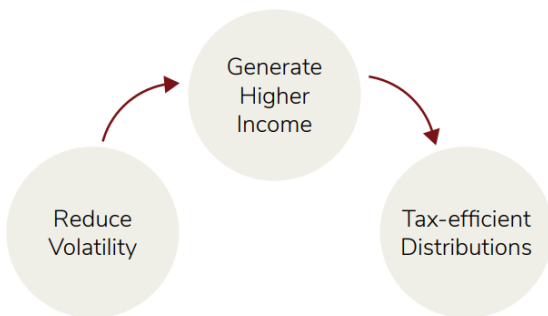 Generate
Higher
Income
Reduce
Volatility
Tax-efficient
Distributions